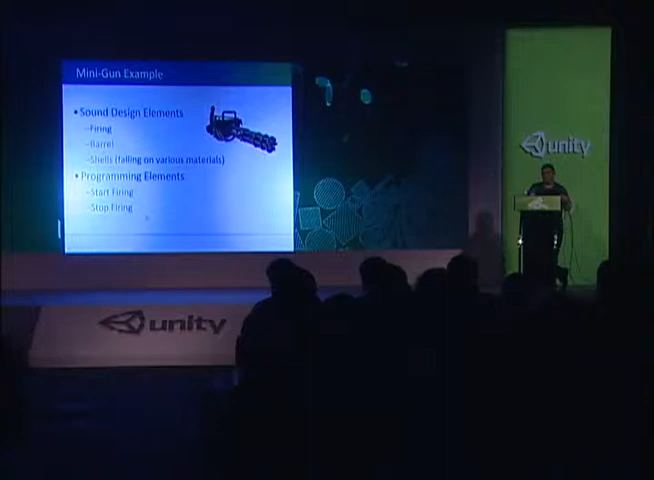 Mini-Gun Example
•Sound Design Elements
–Firing
–Barrel
–Shells (falling on various materials)
•Programming Elements
–Start Firing
–Stop Firing
unity
unity